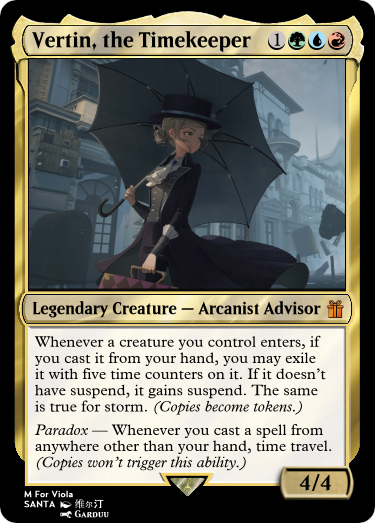 Vertin, the Timekeeper 1
Legendary Creature — Arcanist Advisor
Whenever a creature you control enters, if
you cast it from your hand, you may exile
it with five time counters on it. If it doesn't
have suspend, it gains suspend. The same
is true for storm. (Copies become tokens.)
Paradox — Whenever you cast a spell from
anywhere other than your hand, time travel.
(Copies won't trigger this ability.)
4/4
M For Viola
SANTA 维尔汀
Garduu